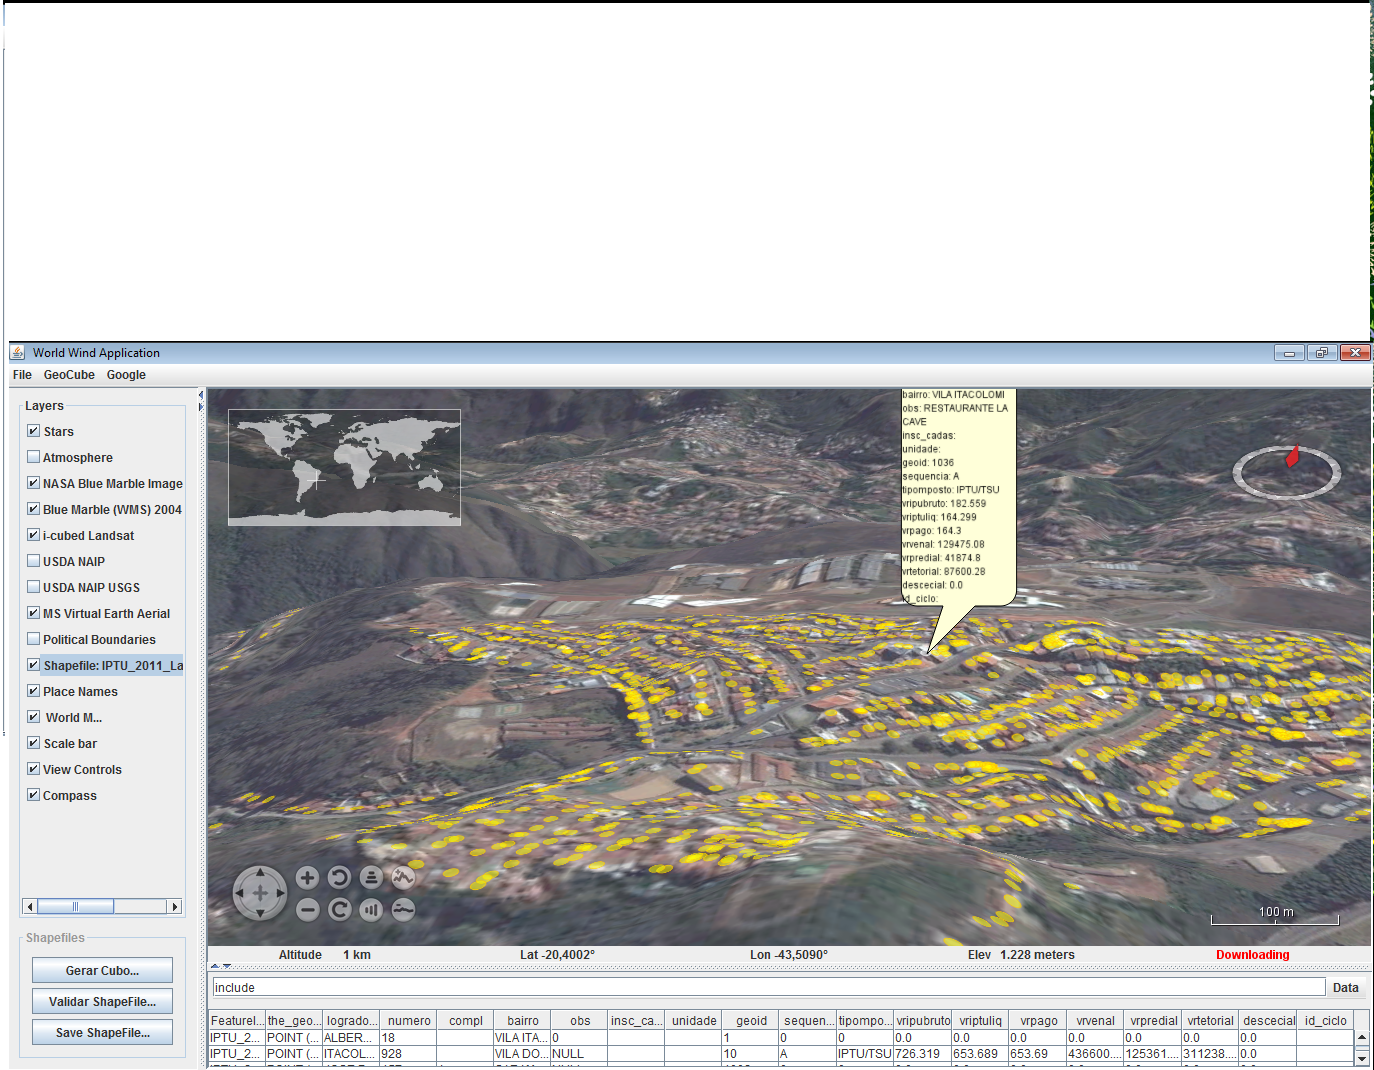 World Wind Application
File GeoCube Google
Layers
Stars
Atmosphere
NASA Blue Marble Image
Blue Marble (WMS) 2004
i-cubed Landsat
USDA NAIP
USDA NAIP USGS
MS Virtual Earth Aerial
Political Boundaries
Shapefile: IPTU_2011_La
Place Names
World M...
Scale bar
View Controls
Compass
Shapefiles
Gerar Cubo...
Validar ShapeFile...
Save ShapeFile...
bairro: VILA ITACOLOMI
obs: RESTAURANTE LA
CAVE
insc_cadas:
unidade:
geoid: 1036
sequencia: A
tipomposto: IPTU/TSU
vripubruto: 182.559
vriptuliq: 164.299
vrpago: 164.3
vrvenal: 129475.08
vrpredial: 41874.8
vrtetorial: 87600.28
descecial: 0.0
id_ciclo:
100 m
Altitude 1 km Lat -20,4002° Lon -43,5090° Elev 1.228 meters Downloading
include Data
Featurel... the_geo... logrado... numero compl bairro obs insc_ca... unidade geoid sequen... tipompo... vripubruto vriptuliq vrpago vrvenal vrpredial vrtetorial descecial id_ciclo
IPTU_2... POINT (... ALBER... 18 VILA ITA... 0 1 0 0 0.0 0.0 0.0 0.0 0.0 0.0 0.0
IPTU_2... POINT (... ITACOL... 928 VILA DO... NULL 10 A IPTU/TSU 726.319 653.689 653.69 436600.... 125361.... 311238.... 0.0